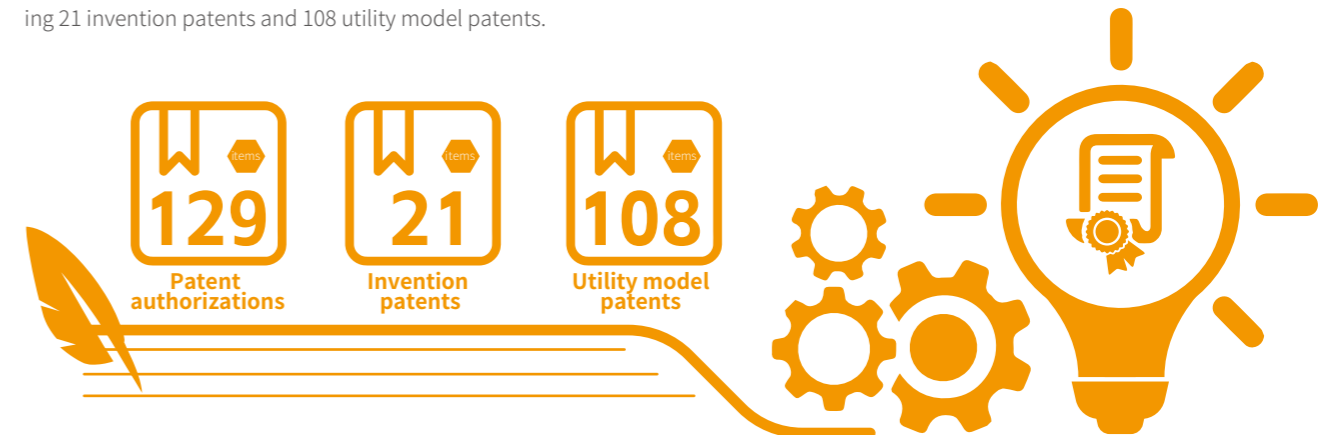 ing 21 invention patents and 108 utility model patents.
items
129
Patent
authorizations
items
21
Invention
patents
items
108
Utility model
patents